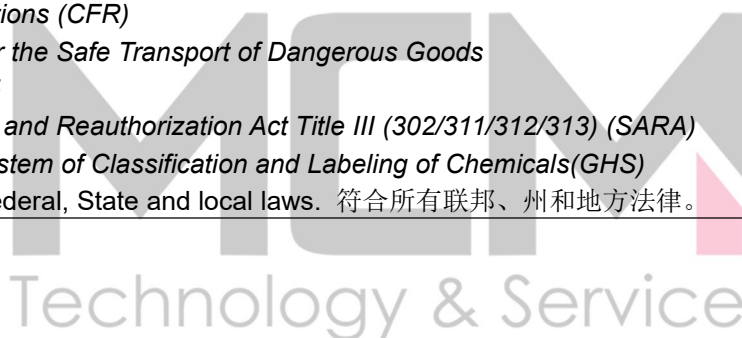 tions (CFR)
r the Safe Transport of Dangerous Goods
and Reauthorization Act Title III (302/311/312/313) (SARA)
stem of Classification and Labeling of Chemicals(GHS)
ederal, State and local laws. 符合所有联邦、州和地方法律。
MCM
Technology & Service